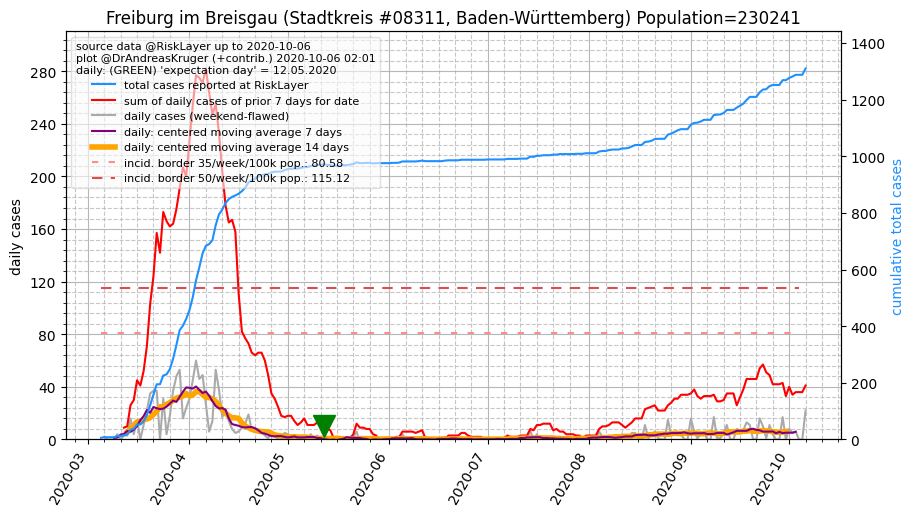 Freiburg im Breisgau (Stadtkreis #08311, Baden-Württemberg) Population=230241
source data @RiskLayer up to 2020-10-06
plot @DrAndreasKruger (+contrib.) 2020-10-06 02:01
daily: (GREEN) 'expectation day' = 12.05.2020
total cases reported at RiskLayer
sum of daily cases of prior 7 days for date
daily cases (weekend-flawed)
daily: centered moving average 7 days
daily: centered moving average 14 days
incid. border 35/week/100k pop.: 80.58
incid. border 50/week/100k pop.: 115.12
daily cases
280
240
200
160
120
80
40
0
cumulative total cases
1400
1200
1000
800
600
400
200
0
2020-03
2020-04
2020-05
2020-06
2020-07
2020-08
2020-09
2020-10